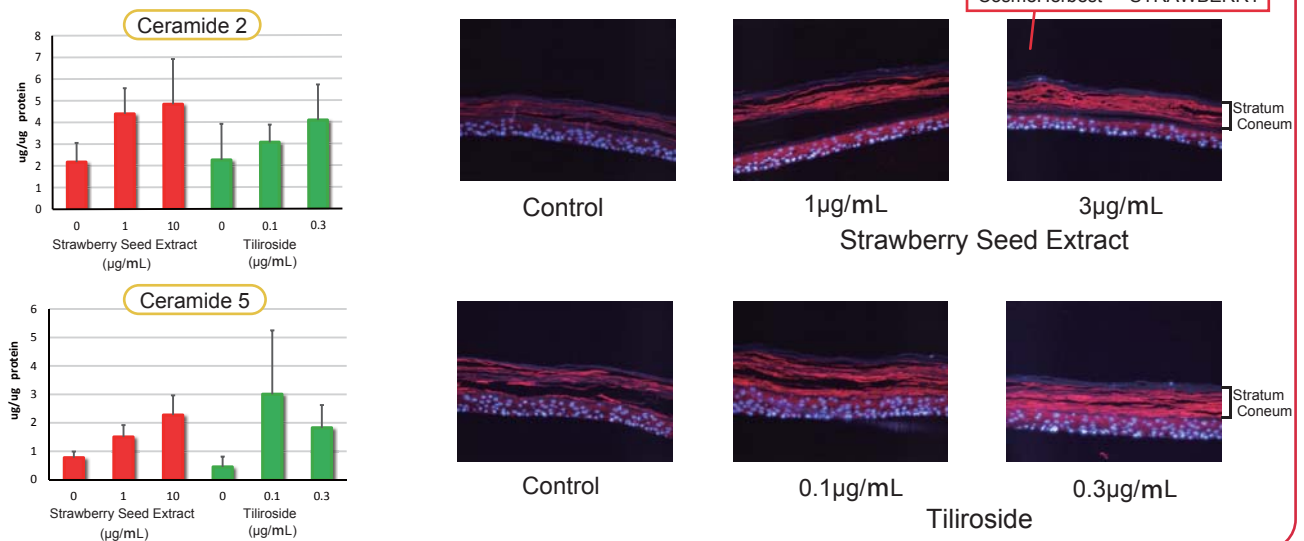 STRAWBERRY
Ceramide 2
8
7
6
5
4
3
2
1
0
ug/ug protein
0 1 10 0 0.1 0.3
Strawberry Seed Extract Tiliroside
(µg/mL) (µg/mL)
Control
1µg/mL
3µg/mL
Strawberry Seed Extract
Stratum
Coneum
Ceramide 5
6
5
4
3
2
1
0
ug/ug protein
0 1 10 0 0.1 0.3
Strawberry Seed Extract Tiliroside
(µg/mL) (µg/mL)
Control
0.1µg/mL
0.3µg/mL
Tiliroside
Stratum
Coneum